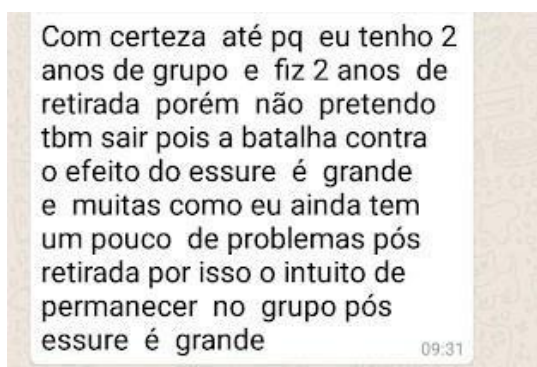 Com certeza até pq eu tenho 2
anos de grupo e fiz 2 anos de
retirada porém não pretendo
tbm sair pois a batalha contra
o efeito do essure é grande
e muitas como eu ainda tem
um pouco de problemas pós
retirada por isso o intuito de
permanecer no grupo pós
essure é grande
09:31